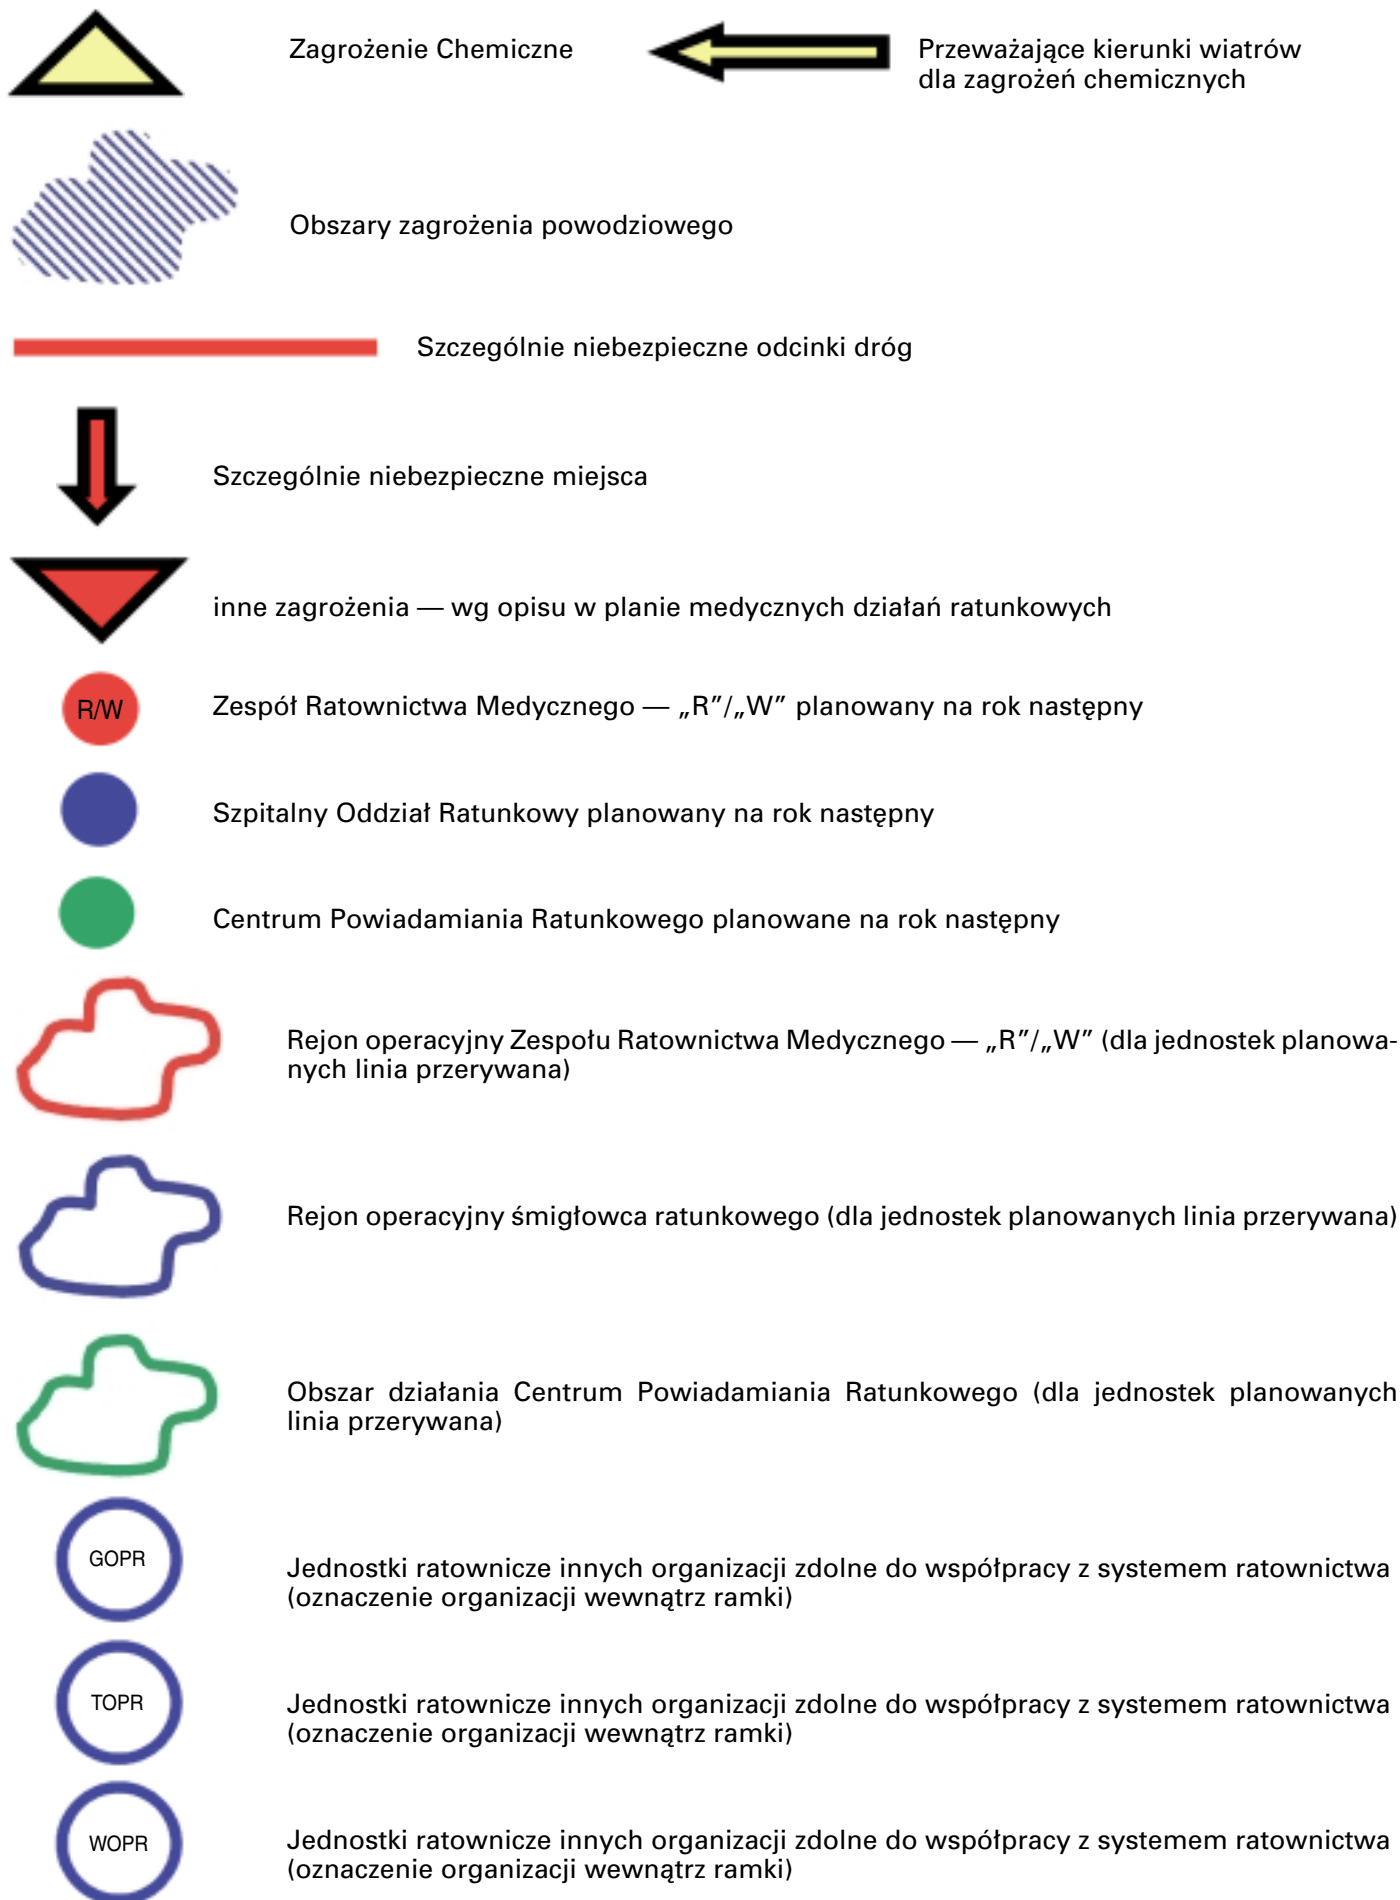 Zagrożenie Chemiczne
Przeważające kierunki wiatrów
dla zagrożeń chemicznych
Obszary zagrożenia powodziowego
Szczególnie niebezpieczne odcinki dróg
Szczególnie niebezpieczne miejsca
inne zagrożenia — wg opisu w planie medycznych działań ratunkowych
R/W
Zespół Ratownictwa Medycznego — „R”/„W” planowany na rok następny
Szpitalny Oddział Ratunkowy planowany na rok następny
Centrum Powiadamiania Ratunkowego planowane na rok następny
Rejon operacyjny Zespołu Ratownictwa Medycznego — „R”/„W” (dla jednostek planowa-
nych linia przerywana)
Rejon operacyjny śmigłowca ratunkowego (dla jednostek planowanych linia przerywana)
Obszar działania Centrum Powiadamiania Ratunkowego (dla jednostek planowanych
linia przerywana)
GOPR
Jednostki ratownicze innych organizacji zdolne do współpracy z systemem ratownictwa
(oznaczenie organizacji wewnątrz ramki)
TOPR
Jednostki ratownicze innych organizacji zdolne do współpracy z systemem ratownictwa
(oznaczenie organizacji wewnątrz ramki)
WOPR
Jednostki ratownicze innych organizacji zdolne do współpracy z systemem ratownictwa
(oznaczenie organizacji wewnątrz ramki)